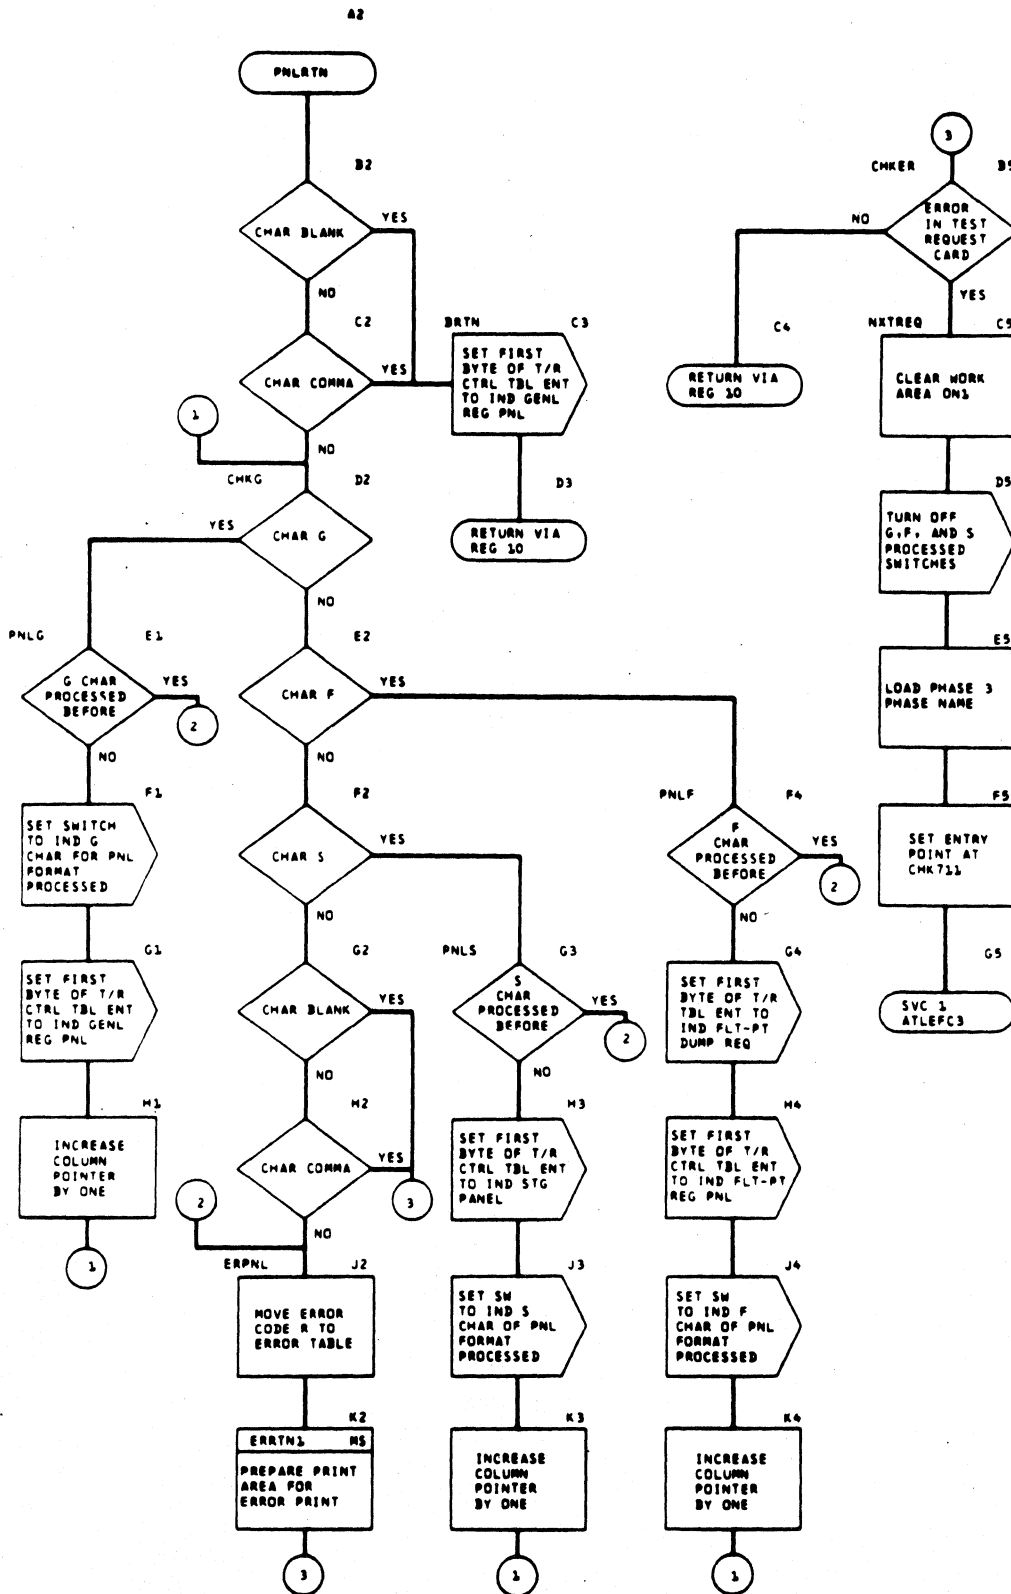 A2
PNLRTN
B2
CHAR BLANK
YES
NO
C2
CHAR COMMA
YES
NO
1
BRTN
C3
SET FIRST
BYTE OF T/R
CTRL TBL ENT
TO IND GENL
REG PNL
D3
RETURN VIA
REG 10
CHKG
D2
CHAR G
YES
NO
PNLG
E1
G CHAR
PROCESSED
BEFORE
YES
2
NO
F1
SET SWITCH
TO IND G
CHAR FOR PNL
FORMAT
PROCESSED
G1
SET FIRST
BYTE OF T/R
CTRL TBL ENT
TO IND GENL
REG PNL
H1
INCREASE
COLUMN
POINTER
BY ONE
1
E2
CHAR F
YES
NO
F2
CHAR S
YES
NO
G2
CHAR BLANK
YES
NO
H2
CHAR COMMA
YES
3
NO
2
ERPNL
J2
MOVE ERROR
CODE R TO
ERROR TABLE
K2
ERRTN1 MS
PREPARE PRINT
AREA FOR
ERROR PRINT
3
PNLS
G3
S
CHAR
PROCESSED
BEFORE
YES
2
NO
H3
SET FIRST
BYTE OF T/R
CTRL TBL ENT
TO IND STG
PANEL
J3
SET SW
TO IND S
CHAR OF PNL
FORMAT
PROCESSED
K3
INCREASE
COLUMN
POINTER
BY ONE
1
PNLF
F4
F
CHAR
PROCESSED
BEFORE
YES
2
NO
G4
SET FIRST
BYTE OF T/R
TBL ENT TO
IND FLT-PT
DUMP REQ
H4
SET FIRST
BYTE OF T/R
CTRL TBL ENT
TO IND FLT-PT
REG PNL
J4
SET SW
TO IND F
CHAR OF PNL
FORMAT
PROCESSED
K4
INCREASE
COLUMN
POINTER
BY ONE
1
3
CHKER
B5
ERROR
IN TEST
REQUEST
CARD
NO
YES
C4
RETURN VIA
REG 10
NXTREQ
C5
CLEAR WORK
AREA ON1
D5
TURN OFF
G,F, AND S
PROCESSED
SWITCHES
E5
LOAD PHASE 3
PHASE NAME
F5
SET ENTRY
POINT AT
CHK711
G5
SVC 1
ATLEFC3